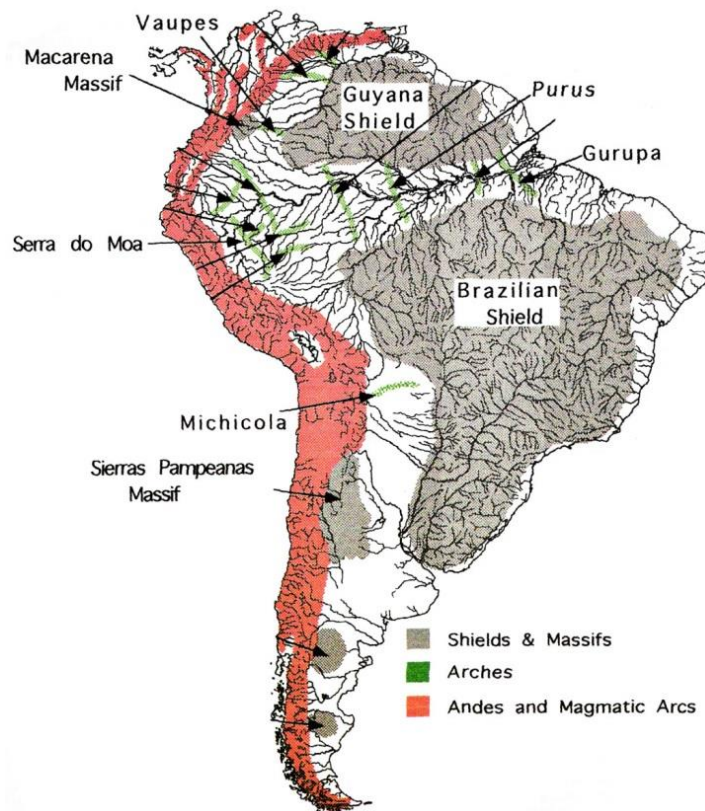 Vaupes
Macarena
Massif
Guyana
Shield
Purus
Gurupa
Serra do Moa
Brazilian
Shield
Michicola
Sierras Pampeanas
Massif
Shields & Massifs
Arches
Andes and Magmatic Arcs